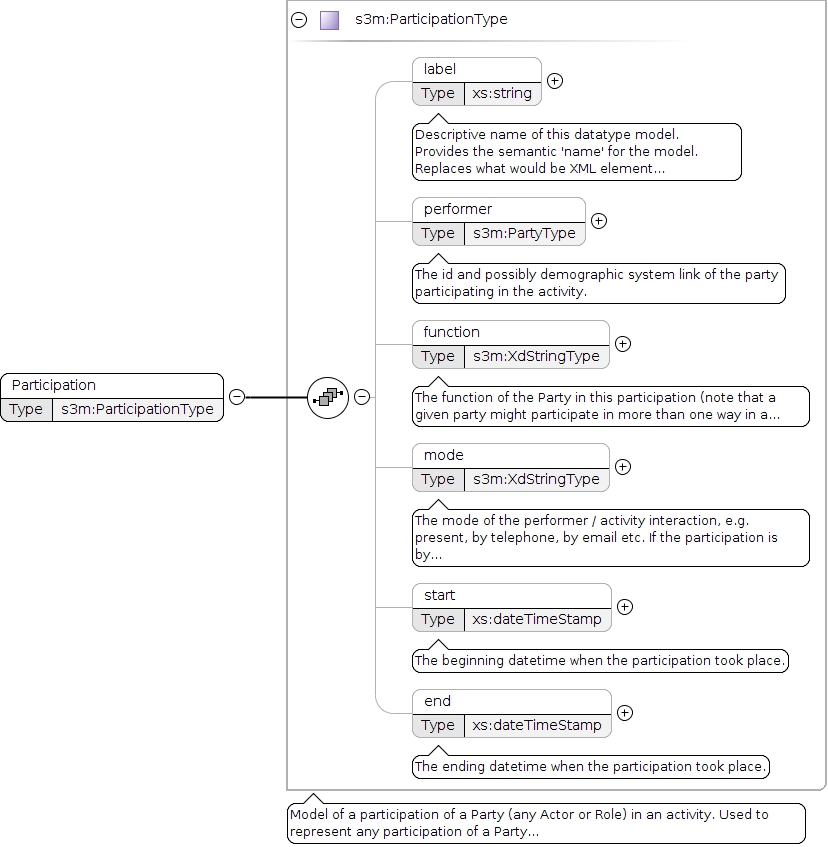 s3m:ParticipationType
label
Type xs:string
Descriptive name of this datatype model.
Provides the semantic 'name' for the model.
Replaces what would be XML element...
performer
Type s3m:PartyType
The id and possibly demographic system link of the party
participating in the activity.
function
Type s3m:XdStringType
Participation
Type s3m:ParticipationType
The function of the Party in this participation (note that a
given party might participate in more than one way in a...
mode
Type s3m:XdStringType
The mode of the performer / activity interaction, e.g.
present, by telephone, by email etc. If the participation is
by...
start
Type xs:dateTimeStamp
The beginning datetime when the participation took place.
end
Type xs:dateTimeStamp
The ending datetime when the participation took place.
Model of a participation of a Party (any Actor or Role) in an activity. Used to
represent any participation of a Party...